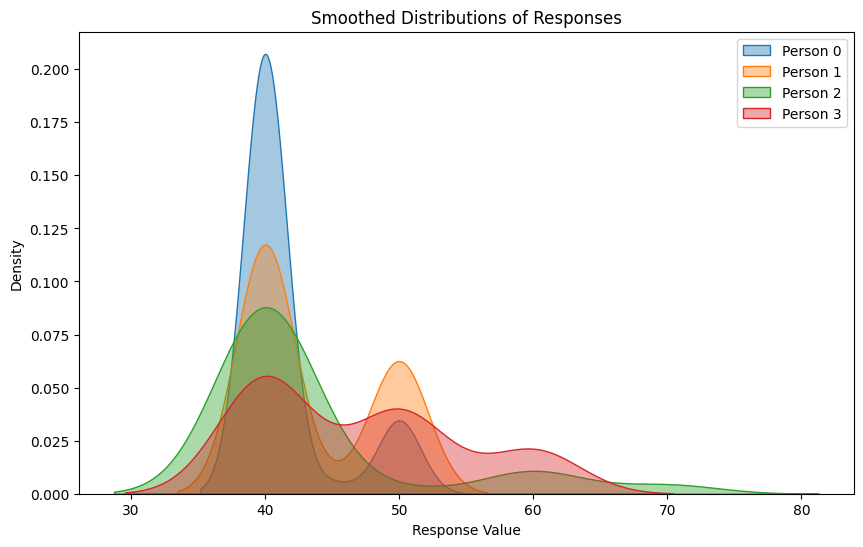 Smoothed Distributions of Responses
Person 0
Person 1
Person 2
Person 3
Density
0.200
0.175
0.150
0.125
0.100
0.075
0.050
0.025
0.000
30 40 50 60 70 80
Response Value